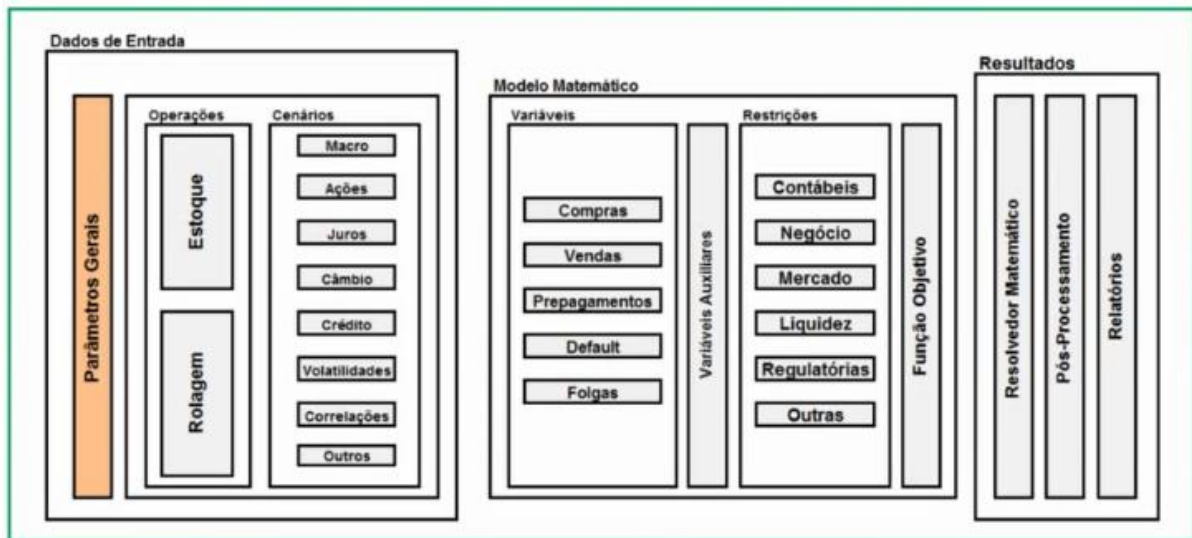 Dados de Entrada
Parâmetros Gerais
Operações
Estoque
Rolagem
Cenários
Macro
Ações
Juros
Câmbio
Crédito
Volatilidades
Correlações
Outros
Modelo Matemático
Variáveis
Compras
Vendas
Prepagamentos
Default
Folgas
Variáveis Auxiliares
Restrições
Contábeis
Negócio
Mercado
Liquidez
Regulatórias
Outras
Função Objetivo
Resultados
Resolvedor Matemático
Pós-Processamento
Relatórios